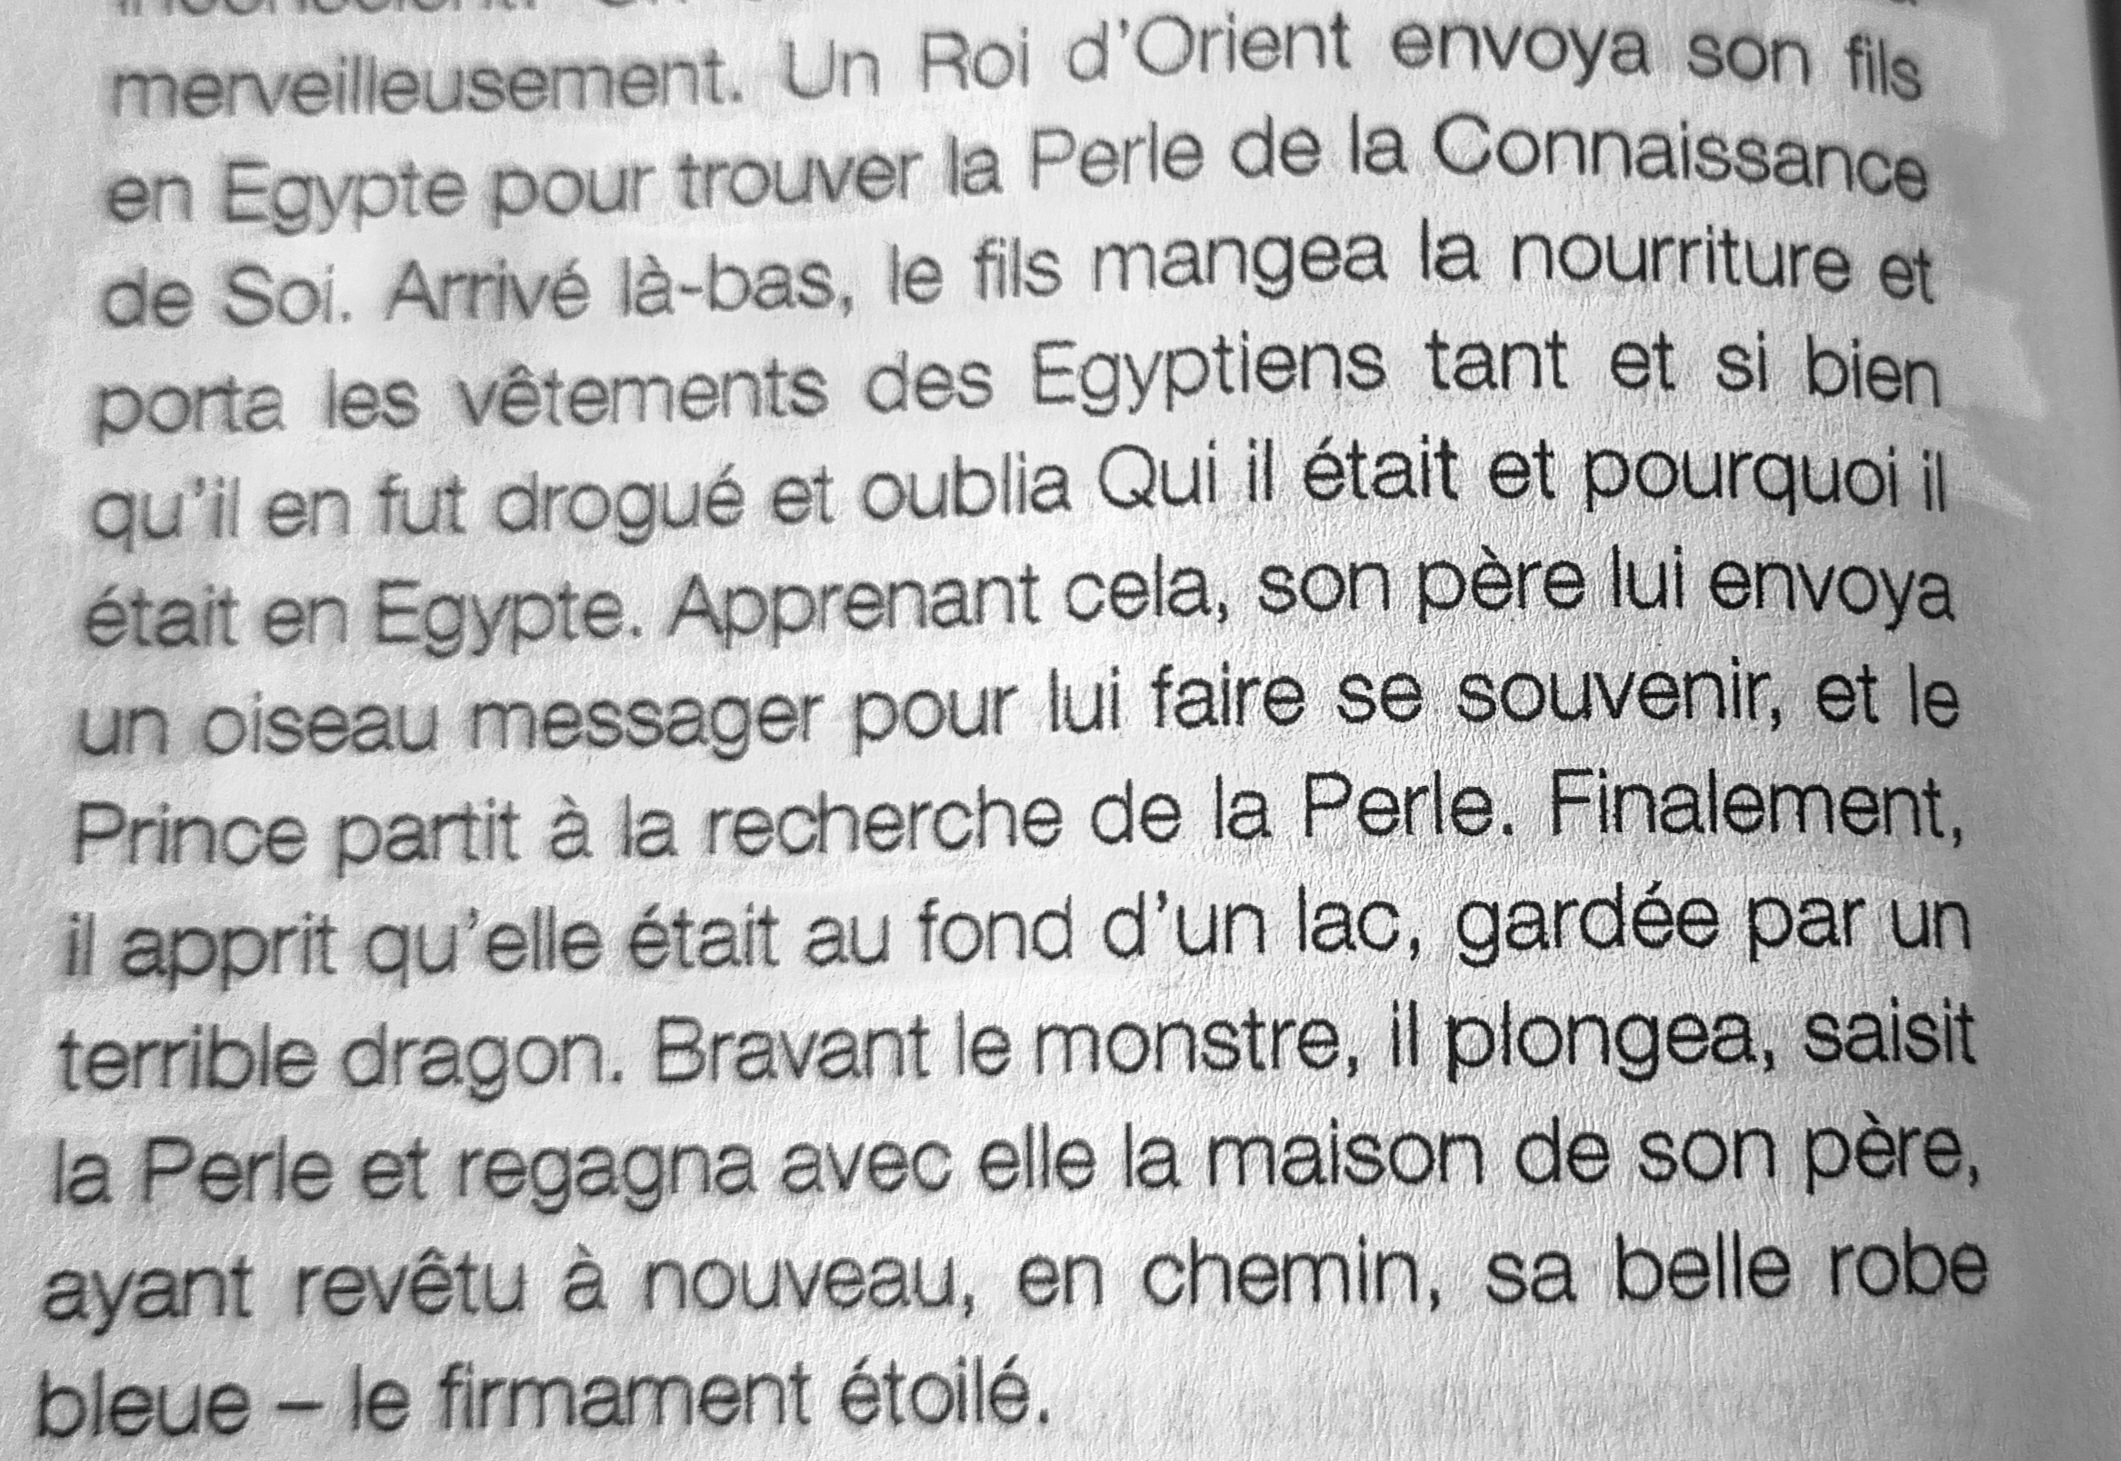 merveilleusement. Un Roi d'Orient envoya son fils
en Egypte pour trouver la Perle de la Connaissance
de Soi. Arrivé là-bas, le fils mangea la nourriture et
porta les vêtements des Egyptiens tant et si bien
qu'il en fut drogué et oublia Qui il était et pourquoi il
était en Egypte. Apprenant cela, son père lui envoya
un oiseau messager pour lui faire se souvenir, et le
Prince partit à la recherche de la Perle. Finalement,
il apprit qu'elle était au fond d'un lac, gardée par un
terrible dragon. Bravant le monstre, il plongea, saisit
la Perle et regagna avec elle la maison de son père,
ayant revêtu à nouveau, en chemin, sa belle robe
bleue – le firmament étoilé.